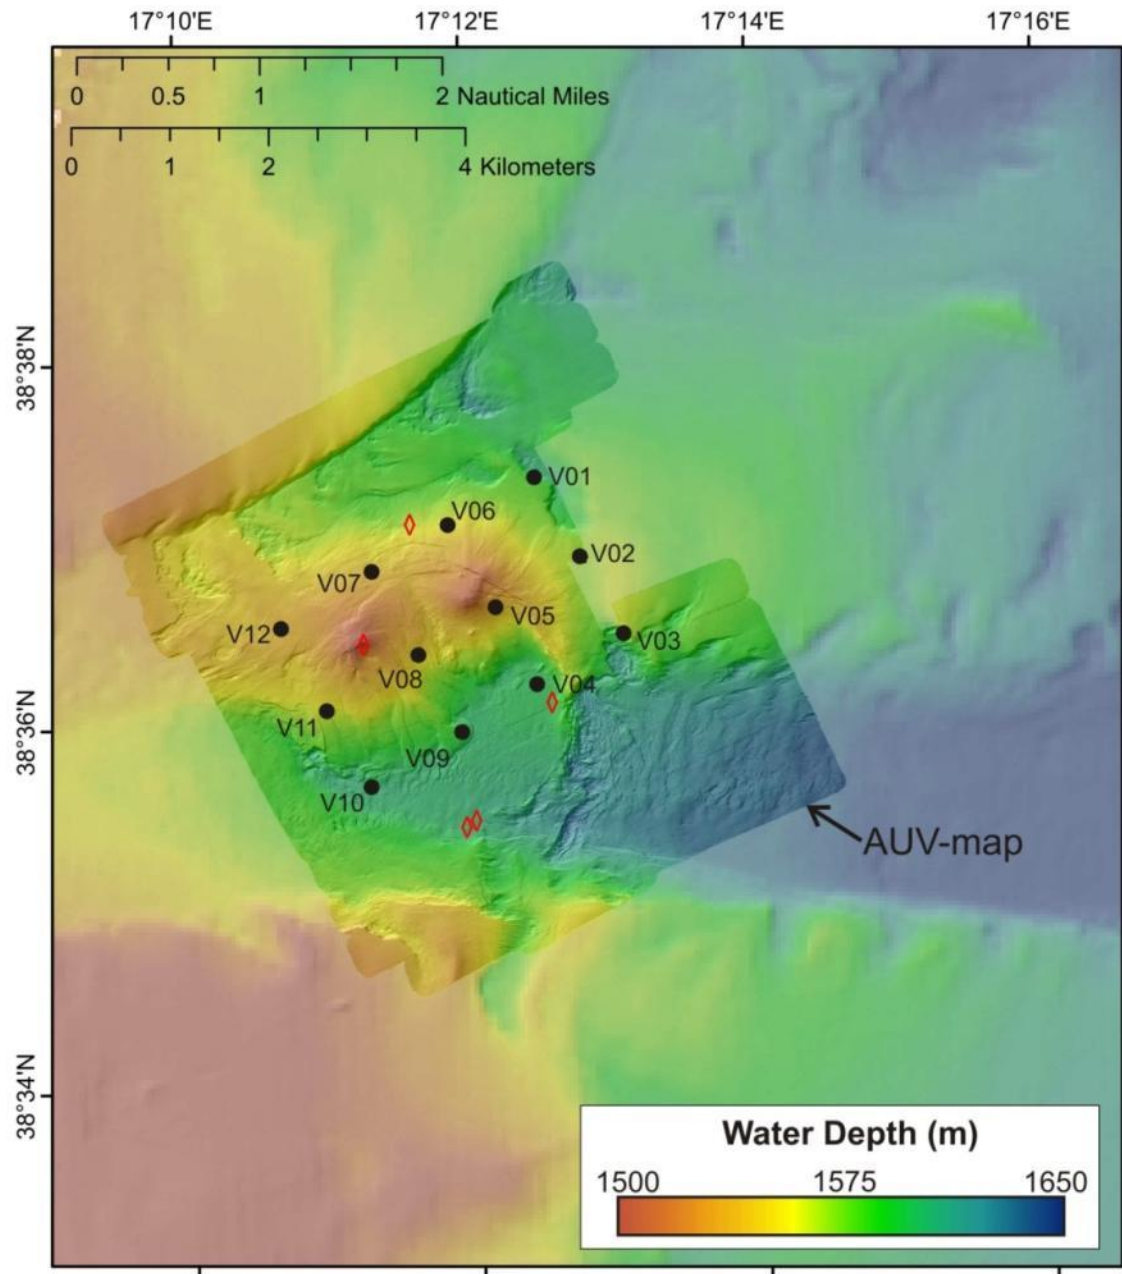 17°10'E 17°12'E 17°14'E 17°16'E
0 0.5 1 2 Nautical Miles
0 1 2 4 Kilometers
38°38'N
V01
V06
V02
V07
V05
V12
V03
V08
V04
V11
38°36'N
V09
V10
AUV-map
38°34'N
Water Depth (m)
1500 1575 1650